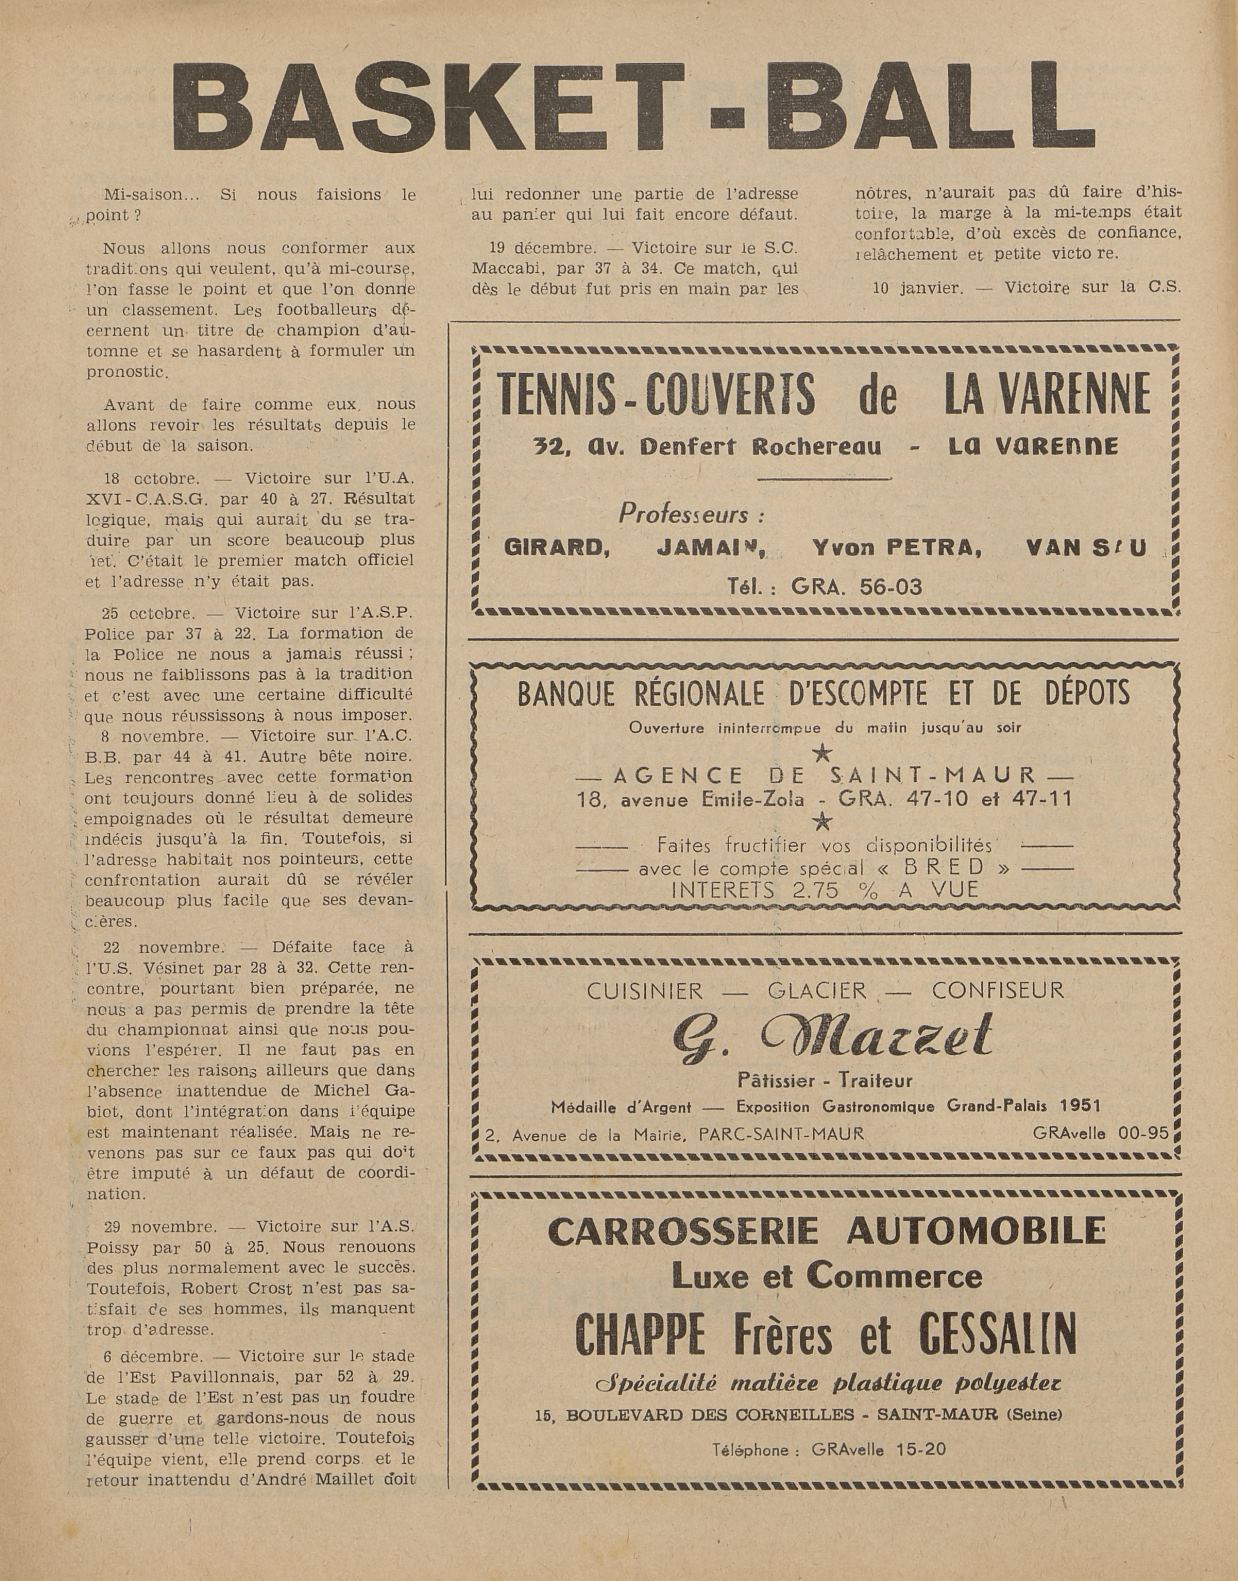 BASKET-BALL
Mi-saison... Si nous faisions le
point ?
Nous allons nous conformer aux
traditions qui veulent, qu'à mi-course,
l'on fasse le point et que l'on donne
un classement. Les footballeurs dé-
cernent un titre de champion d'au-
tomne et se hasardent à formuler un
pronostic.
Avant de faire comme eux, nous
allons revoir les résultats depuis le
début de la saison.
18 octobre. — Victoire sur l'U.A.
XVI-C.A.S.G. par 40 à 27. Résultat
logique, mais qui aurait du se tra-
duire par un score beaucoup plus
net. C'était le premier match officiel
et l'adresse n'y était pas.
25 octobre. — Victoire sur l'A.S.P.
Police par 37 à 22. La formation de
la Police ne nous a jamais réussi ;
nous ne faiblissons pas à la tradition
et c'est avec une certaine difficulté
que nous réussissons à nous imposer.
8 novembre. — Victoire sur l'A.C.
B.B. par 44 à 41. Autre bête noire.
Les rencontres avec cette formation
ont toujours donné lieu à de solides
empoignades où le résultat demeure
indécis jusqu'à la fin. Toutefois, si
l'adresse habitait nos pointeurs, cette
confrontation aurait dû se révéler
beaucoup plus facile que ses devan-
cières.
22 novembre. — Défaite face à
l'U.S. Vésinet par 28 à 32. Cette ren-
contre, pourtant bien préparée, ne
nous a pas permis de prendre la tête
du championnat ainsi que nous pou-
vions l'espérer. Il ne faut pas en
chercher les raisons ailleurs que dans
l'absence inattendue de Michel Ga-
biot, dont l'intégration dans l'équipe
est maintenant réalisée. Mais ne re-
venons pas sur ce faux pas qui doit
être imputé à un défaut de coordi-
nation.
29 novembre. — Victoire sur l'A.S.
Poissy par 50 à 25. Nous renouons
des plus normalement avec le succès.
Toutefois, Robert Crost n'est pas sa-
tisfait de ses hommes, ils manquent
trop d'adresse.
6 décembre. — Victoire sur le stade
de l'Est Pavillonnais, par 52 à 29.
Le stade de l'Est n'est pas un foudre
de guerre et gardons-nous de nous
gausser d'une telle victoire. Toutefois
l'équipe vient, elle prend corps et le
retour inattendu d'André Maillet doit
lui redonner une partie de l'adresse
au panier qui lui fait encore défaut.
19 décembre. — Victoire sur le S.C.
Maccabi, par 37 à 34. Ce match, qui
dès le début fut pris en main par les
nôtres, n'aurait pas dû faire d'his-
toire, la marge à la mi-temps était
confortable, d'où excès de confiance,
relâchement et petite victoire.
10 janvier. — Victoire sur la C.S.
TENNIS-COUVERTS de LA VARENNE
32, av. Denfert Rochereau - LA VARENNE
Professeurs :
GIRARD, JAMAIN, Yvon PETRA,
Tél. : GRA. 56-03
BANQUE RÉGIONALE D'ESCOMPTE ET DE DÉPOTS
Ouverture ininterrompue du matin jusqu'au soir
— AGENCE DE SAINT-MAUR —
18, avenue Emile-Zola - GRA. 47-10 et 47-11
Faites fructifier vos disponibilités
avec le compte spécial « BRED »
INTERETS 2.75 % A VUE
CUISINIER — GLACIER — CONFISEUR
G. Marzet
Pâtissier - Traiteur
Médaille d'Argent — Exposition Gastronomique Grand-Palais 1951
2, Avenue de la Mairie, PARC-SAINT-MAUR GRAvelle 00-95
CARROSSERIE AUTOMOBILE
Luxe et Commerce
CHAPPE Frères et GESSALIN
Spécialité matière plastique polyester
15, BOULEVARD DES CORNEILLES - SAINT-MAUR (Seine)
Téléphone : GRAvelle 15-20